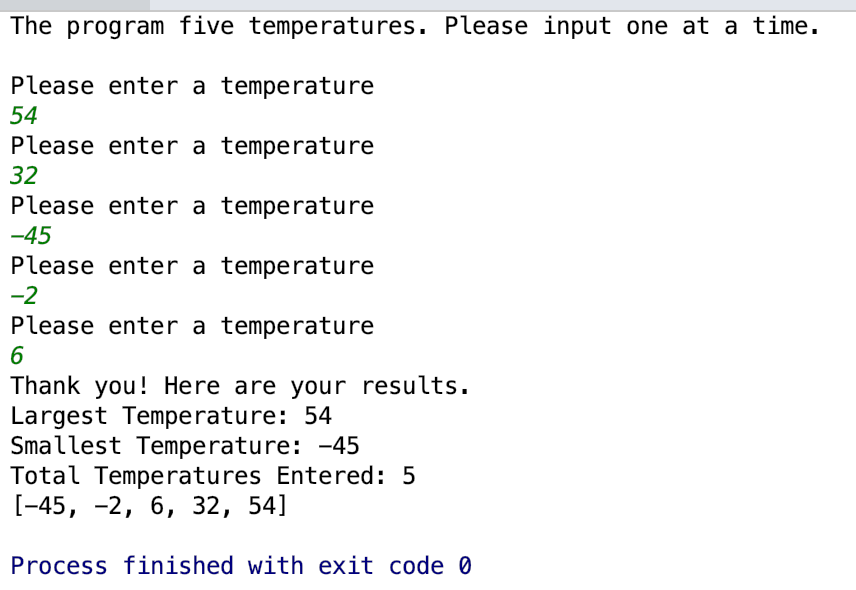 The program five temperatures. Please input one at a time.
Please enter a temperature
54
Please enter a temperature
32
Please enter a temperature
-45
Please enter a temperature
-2
Please enter a temperature
6
Thank you! Here are your results.
Largest Temperature: 54
Smallest Temperature: -45
Total Temperatures Entered: 5
[-45, -2, 6, 32, 54]
Process finished with exit code 0